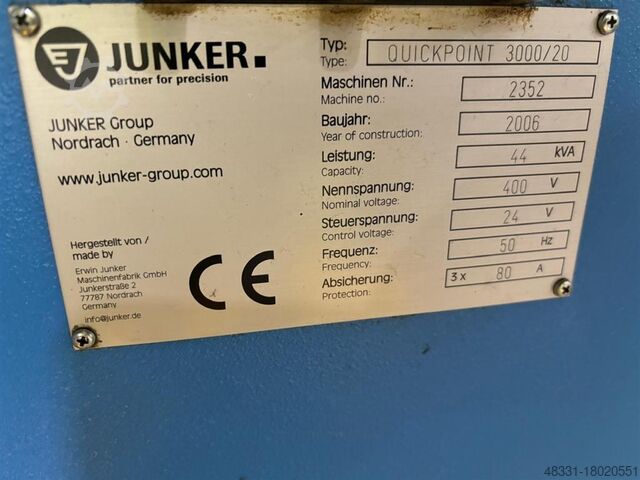 JUNKER
partner for precision
JUNKER Group
Nordrach · Germany
www.junker-group.com
Hergestellt von /
made by
Erwin Junker
Maschinenfabrik GmbH
Junkerstraße 2
77787 Nordrach
Germany
info@junker.de
CE
Typ: QUICKPOINT 3000/20
Type:
Maschinen Nr.: 2352
Machine no.:
Baujahr: 2006
Year of construction:
Leistung: 44 kVA
Capacity:
Nennspannung: 400 V
Nominal voltage:
Steuerspannung: 24 V
Control voltage:
Frequenz: 50 Hz
Frequency:
Absicherung: 3 x 80 A
Protection:
48331-18020551